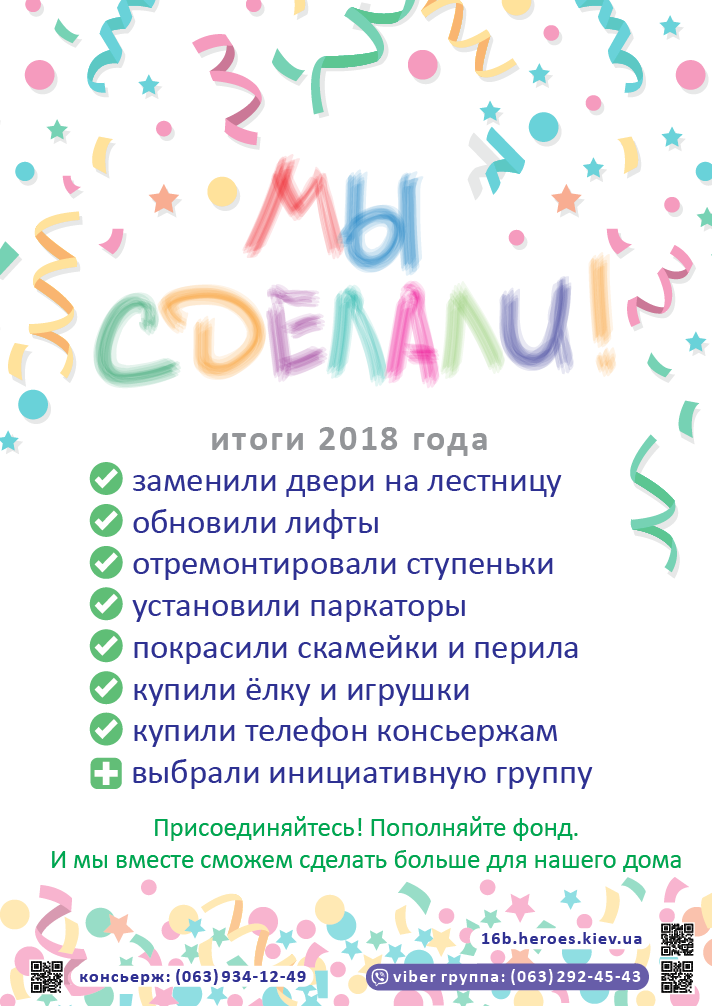 МЫ
СДЕЛАЛИ!
итоги 2018 года
заменили двери на лестницу
обновили лифты
отремонтировали ступеньки
установили паркаторы
покрасили скамейки и перила
купили ёлку и игрушки
купили телефон консьержам
выбрали инициативную группу
Присоединяйтесь! Пополняйте фонд.
И мы вместе сможем сделать больше для нашего дома
16b.heroes.kiev.ua
консьерж: (063) 934-12-49
viber группа: (063) 292-45-43